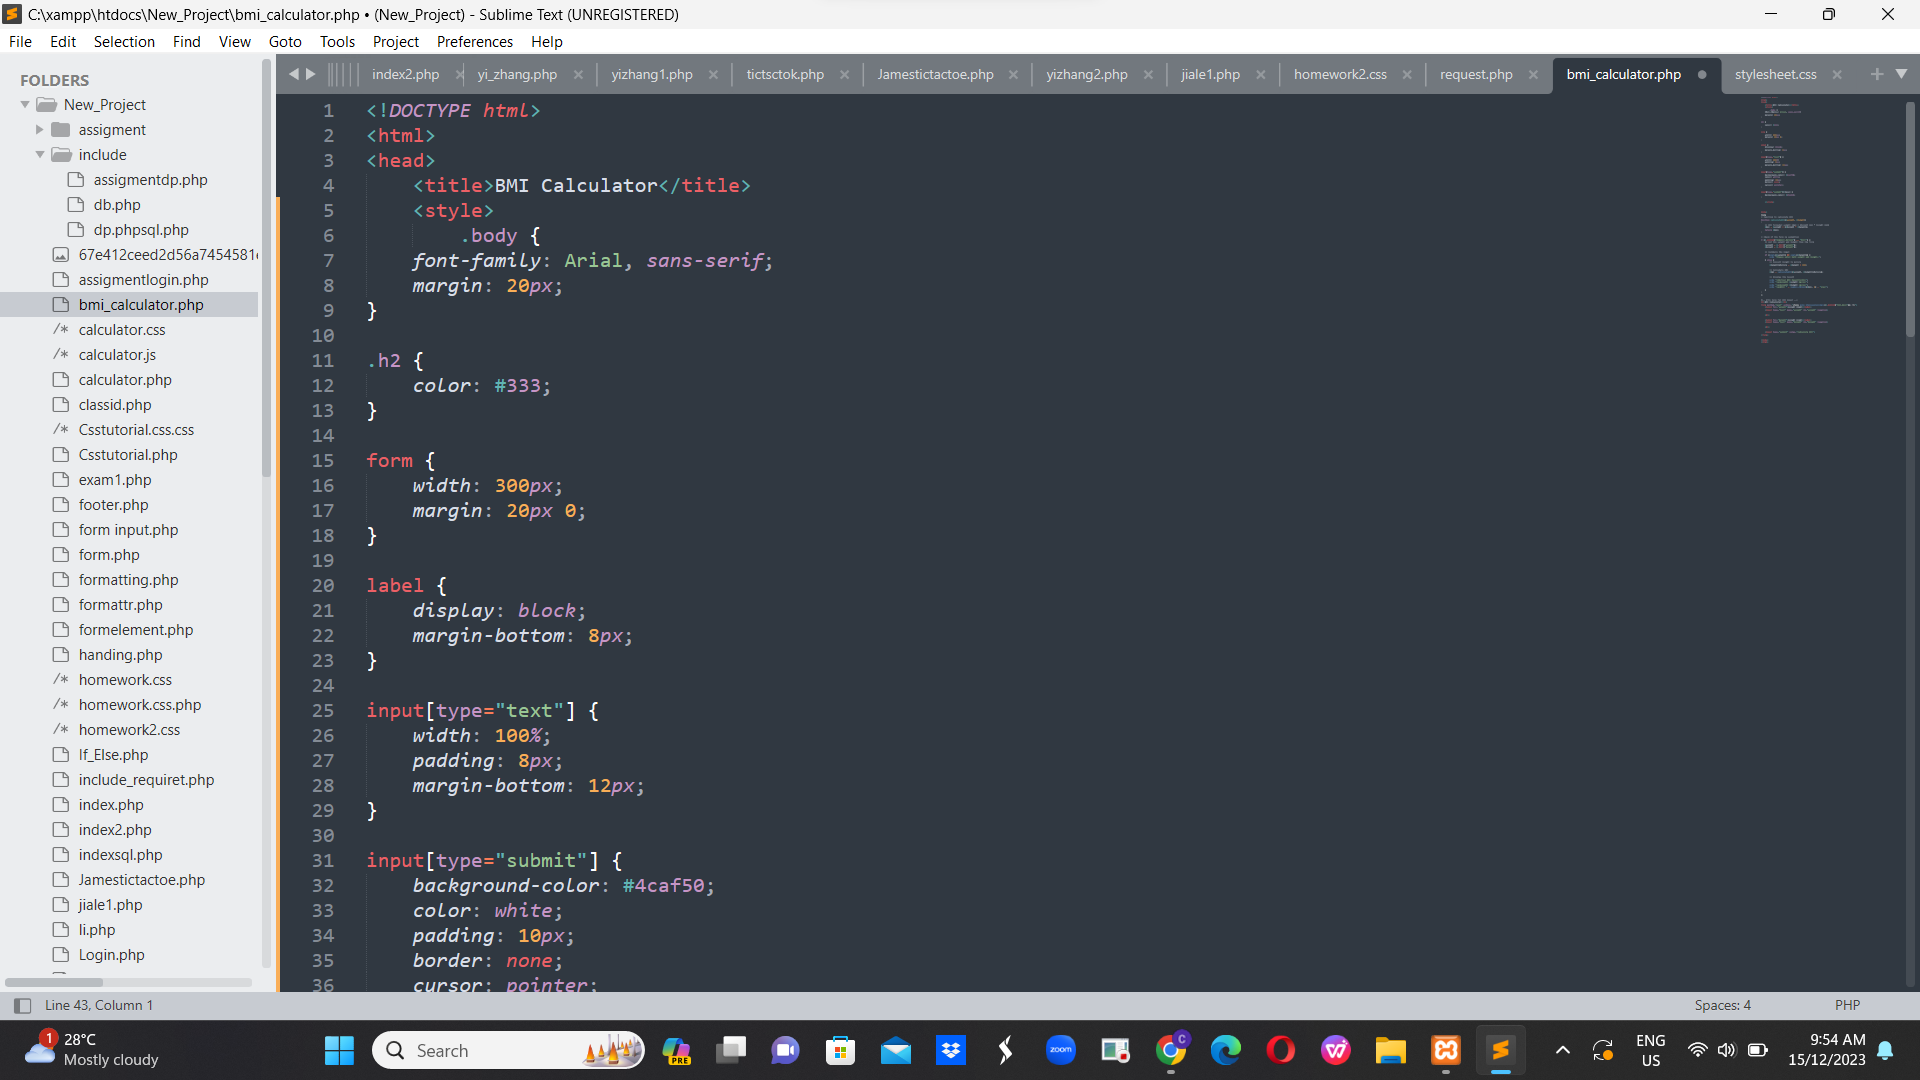 C:\xampp\htdocs\New_Project\bmi_calculator.php • (New_Project) - Sublime Text (UNREGISTERED)
File Edit Selection Find View Goto Tools Project Preferences Help
index2.php yi_zhang.php yizhang1.php tictsctok.php Jamestictactoe.php yizhang2.php jiale1.php homework2.css request.php bmi_calculator.php stylesheet.css
FOLDERS
New_Project
assigment
include
assigmentdp.php
db.php
dp.phpsql.php
67e412ceed2d56a7454581
assigmentlogin.php
bmi_calculator.php
/* calculator.css
/* calculator.js
calculator.php
classid.php
/* Csstutorial.css.css
Csstutorial.php
exam1.php
footer.php
form input.php
form.php
formatting.php
formattr.php
formelement.php
handing.php
/* homework.css
/* homework.css.php
/* homework2.css
If_Else.php
include_requiret.php
index.php
index2.php
indexsql.php
Jamestictactoe.php
jiale1.php
li.php
Login.php
1 <!DOCTYPE html>
2 <html>
3 <head>
4 <title>BMI Calculator</title>
5 <style>
6 .body {
7 font-family: Arial, sans-serif;
8 margin: 20px;
9 }
10
11 .h2 {
12 color: #333;
13 }
14
15 form {
16 width: 300px;
17 margin: 20px 0;
18 }
19
20 label {
21 display: block;
22 margin-bottom: 8px;
23 }
24
25 input[type="text"] {
26 width: 100%;
27 padding: 8px;
28 margin-bottom: 12px;
29 }
30
31 input[type="submit"] {
32 background-color: #4caf50;
33 color: white;
34 padding: 10px;
35 border: none;
36 cursor: pointer;
Line 43, Column 1 Spaces: 4 PHP
1 28°C
Mostly cloudy
Search
PRE
zoom
C
ENG
US
9:54 AM
15/12/2023